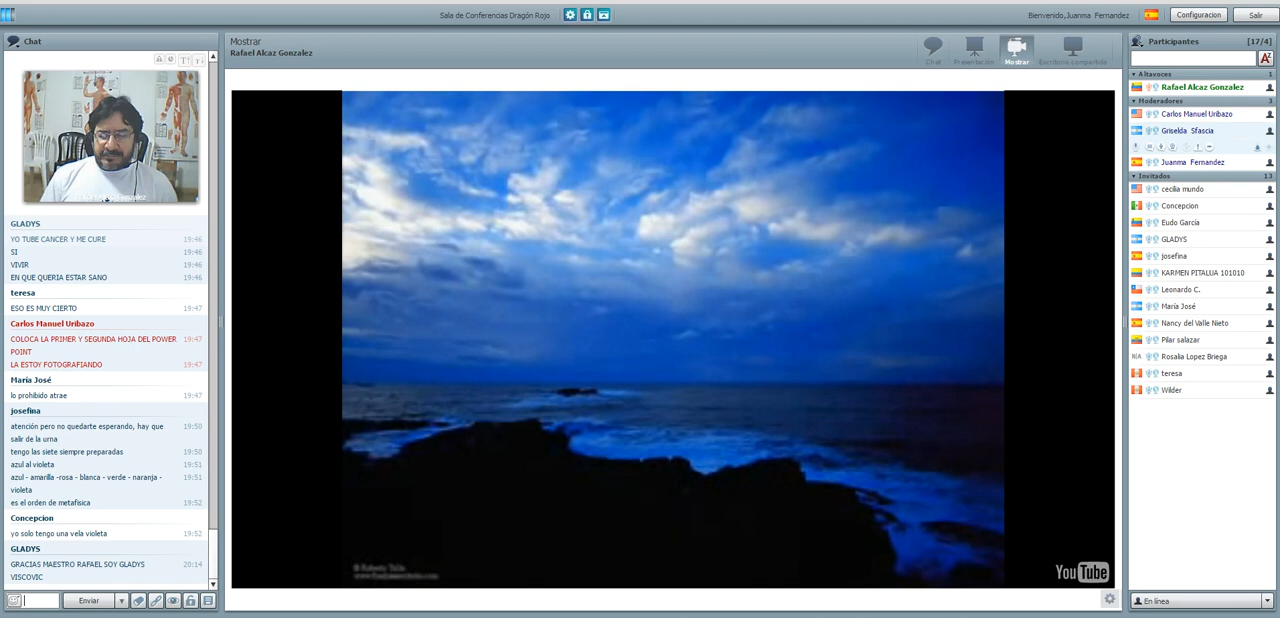 Sala de Conferencias Dragón Rojo
Bienvenido,Juanma Fernandez
Configuracion
Salir
Chat
GLADYS
YO TUBE CANCER Y ME CURE 19:46
SI 19:46
VIVIR 19:46
EN QUE QUERIA ESTAR SANO 19:46
teresa
ESO ES MUY CIERTO 19:47
Carlos Manuel Uribazo
COLOCA LA PRIMER Y SEGUNDA HOJA DEL POWER 19:47
POINT
LA ESTOY FOTOGRAFIANDO 19:47
María José
lo prohibido atrae 19:47
josefina
atención pero no quedarte esperando, hay que 19:50
salir de la urna
tengo las siete siempre preparadas 19:50
azul al violeta 19:51
azul - amarilla -rosa - blanca - verde - naranja - 19:51
violeta
es el orden de metafisica 19:52
Concepcion
yo solo tengo una vela violeta 19:52
GLADYS
GRACIAS MAESTRO RAFAEL SOY GLADYS 20:14
VISCOVIC
Enviar
Mostrar
Rafael Alcaz Gonzalez
Chat
Presentación
Mostrar
Escritorio compartido
YouTube
Participantes [17/4]
Altavoces 1
Rafael Alcaz Gonzalez
Moderadores 3
Carlos Manuel Uribazo
Griselda Sfascia
Juanma Fernandez
Invitados 13
cecilia mundo
Concepcion
Eudo García
GLADYS
josefina
KARMEN PITALUA 101010
Leonardo C.
María José
Nancy del Valle Nieto
Pilar salazar
N/A Rosalia Lopez Briega
teresa
Wilder
En línea